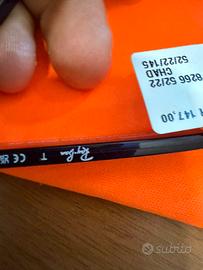 8266 52/22
CHAD
52/22/145
147,00
Ray-Ban T
CE
subito